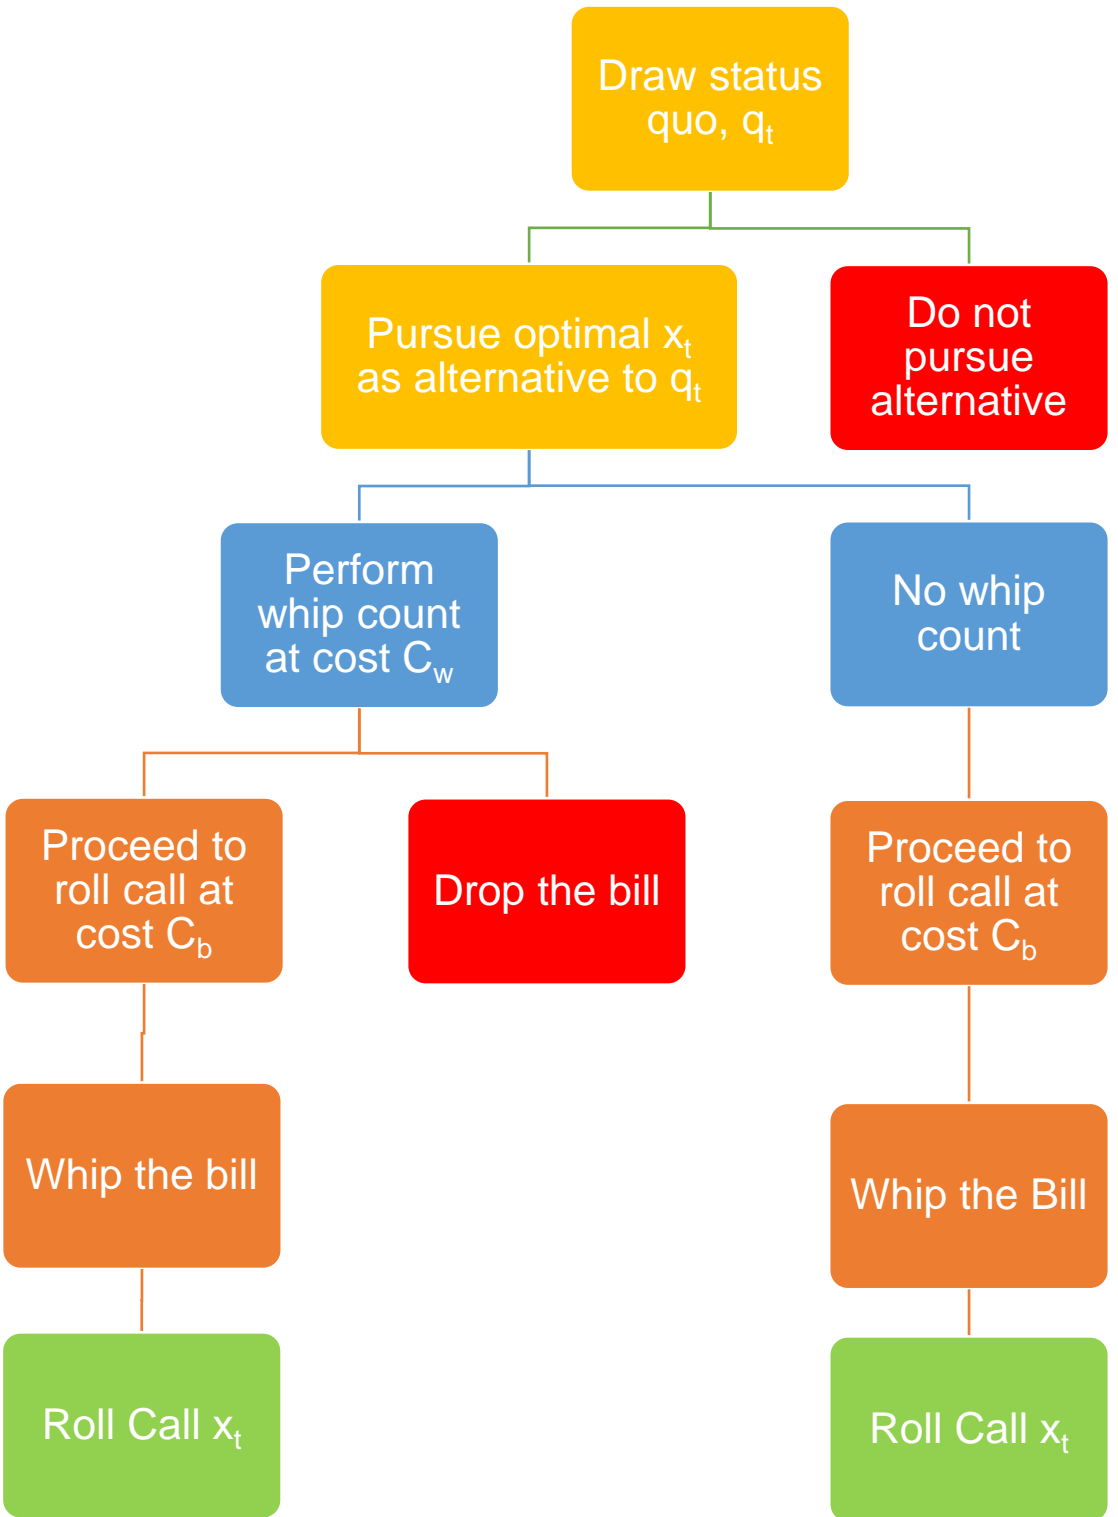 Draw status
quo, qt
Pursue optimal xt
as alternative to qt
Do not
pursue
alternative
Perform
whip count
at cost Cw
No whip
count
Proceed to
roll call at
cost Cb
Drop the bill
Proceed to
roll call at
cost Cb
Whip the bill
Whip the Bill
Roll Call xt
Roll Call xt